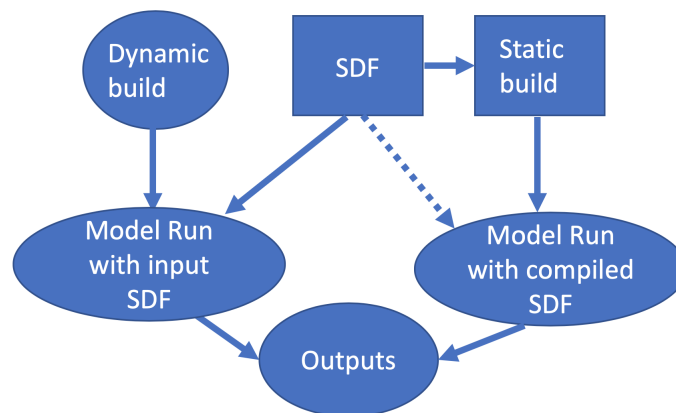 Dynamic
build
SDF
Static
build
Model Run
with input
SDF
Model Run
with compiled
SDF
Outputs